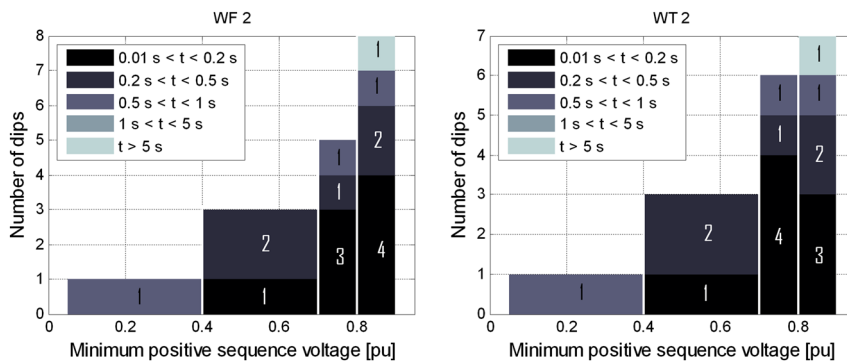 WF 2
8
7
6
5
4
3
2
1
0
0.01 s < t < 0.2 s
0.2 s < t < 0.5 s
0.5 s < t < 1 s
1 s < t < 5 s
t > 5 s
1
1
2
4
1
1
3
2
1
1
0
0.2
0.4
0.6
0.8
Number of dips
Minimum positive sequence voltage [pu]
WT 2
7
6
5
4
3
2
1
0
0.01 s < t < 0.2 s
0.2 s < t < 0.5 s
0.5 s < t < 1 s
1 s < t < 5 s
t > 5 s
1
1
2
3
1
1
4
2
1
1
0
0.2
0.4
0.6
0.8
Number of dips
Minimum positive sequence voltage [pu]